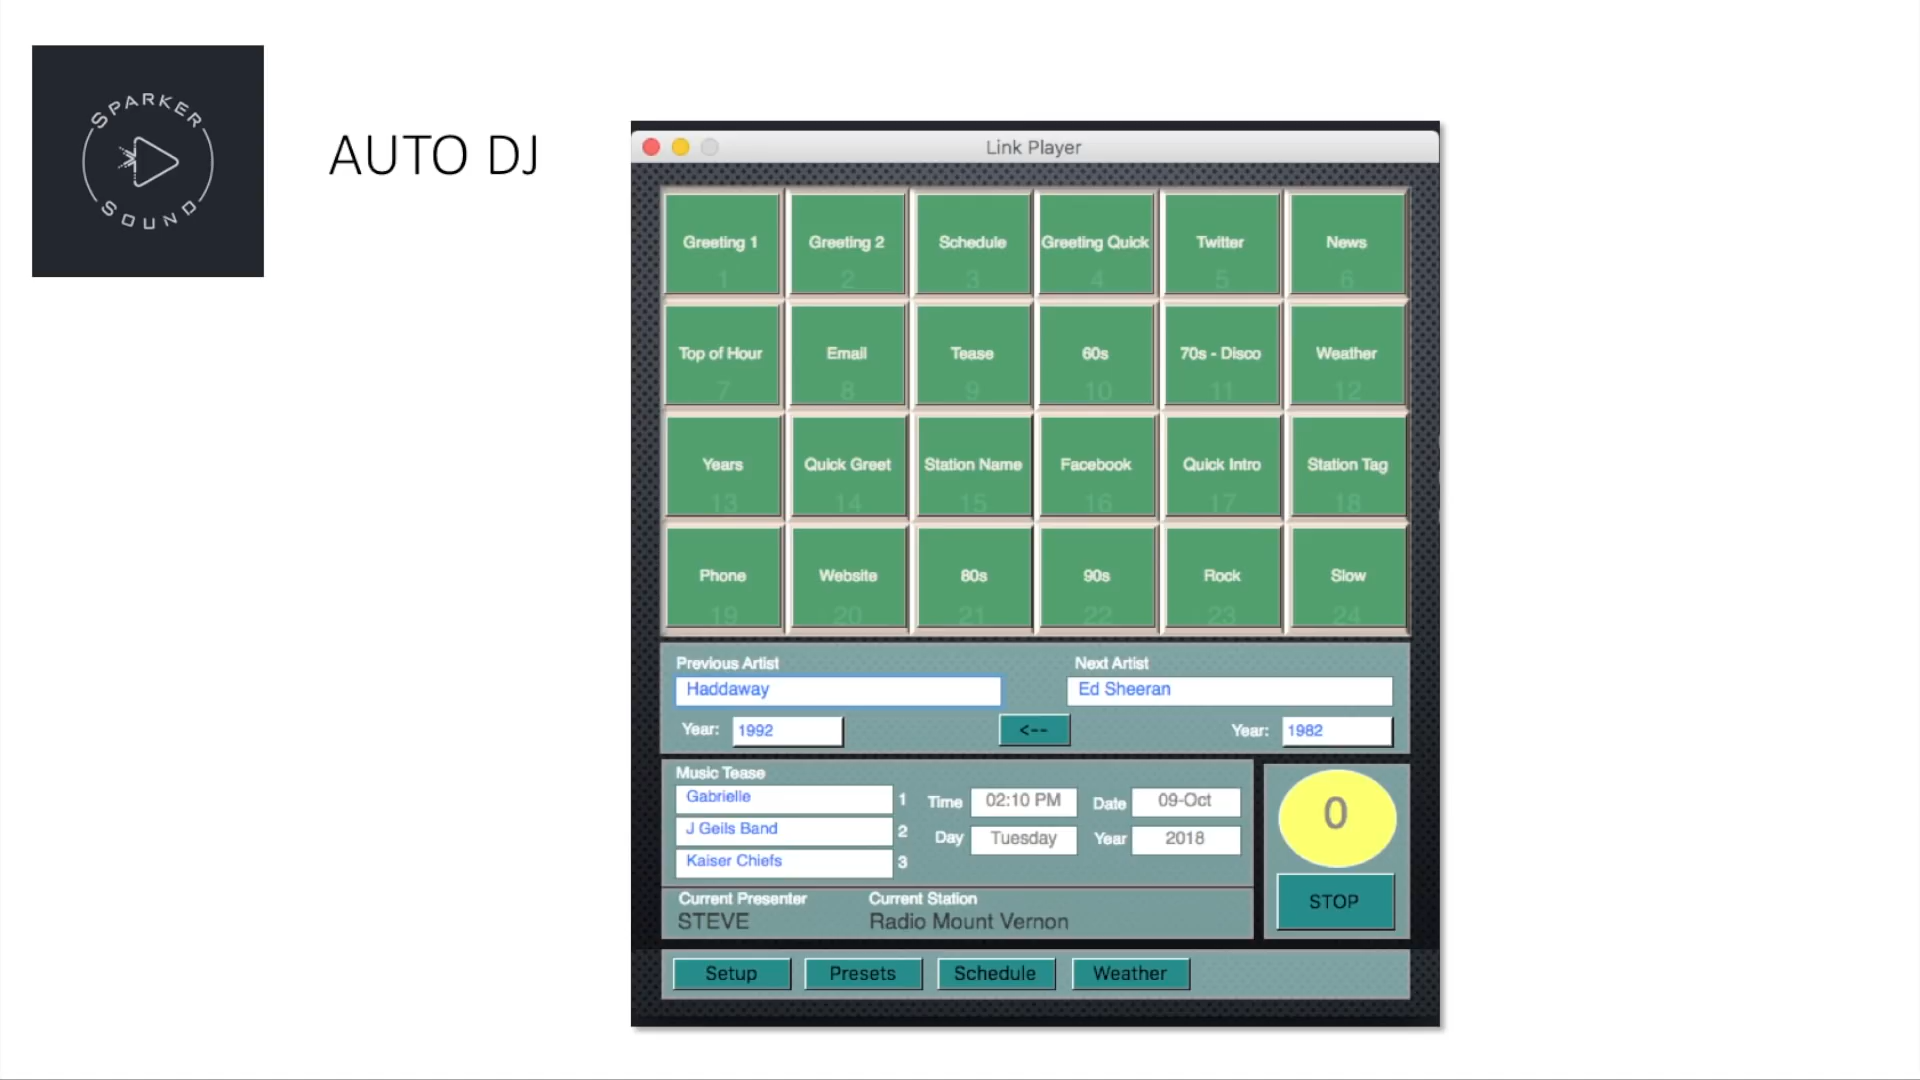 SPARKER
SOUND
AUTO DJ
Link Player
Greeting 1
1
Greeting 2
2
Schedule
3
Greeting Quick
4
Twitter
5
News
6
Top of Hour
7
Email
8
Tease
9
60s
10
70s - Disco
11
Weather
12
Years
13
Quick Greet
14
Station Name
15
Facebook
16
Quick Intro
17
Station Tag
18
Phone
19
Website
20
80s
21
90s
22
Rock
23
Slow
24
Previous Artist
Haddaway
Year: 1992
<--
Next Artist
Ed Sheeran
Year: 1982
Music Tease
Gabrielle 1
J Geils Band 2
Kaiser Chiefs 3
Time 02:10 PM Date 09-Oct
Day Tuesday Year 2018
0
STOP
Current Presenter
STEVE
Current Station
Radio Mount Vernon
Setup Presets Schedule Weather